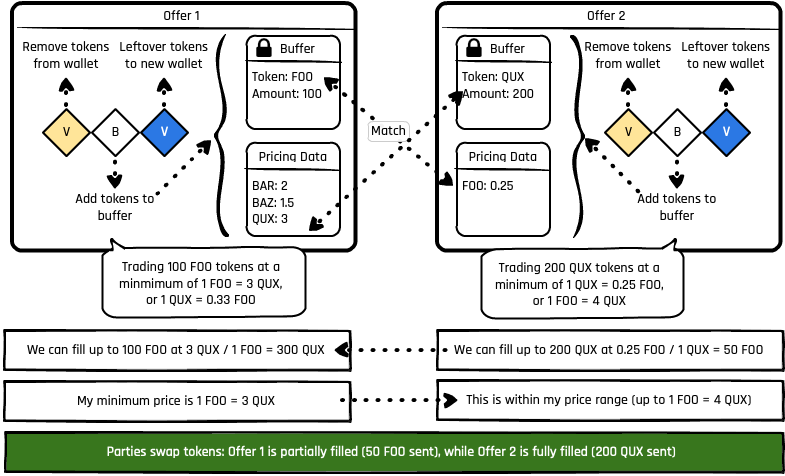 Offer 1
Remove tokens
from wallet
Leftover tokens
to new wallet
V
B
V
Add tokens to
buffer
Buffer
Token: FOO
Amount: 100
Pricing Data
BAR: 2
BAZ: 1.5
QUX: 3
Trading 100 FOO tokens at a
minmimum of 1 FOO = 3 QUX,
or 1 QUX = 0.33 FOO
Match
Offer 2
Buffer
Token: QUX
Amount: 200
Pricing Data
FOO: 0.25
Remove tokens
from wallet
Leftover tokens
to new wallet
V
B
V
Add tokens to
buffer
Trading 200 QUX tokens at a
minimum of 1 QUX = 0.25 FOO,
or 1 FOO = 4 QUX
We can fill up to 100 FOO at 3 QUX / 1 FOO = 300 QUX
We can fill up to 200 QUX at 0.25 FOO / 1 QUX = 50 FOO
My minimum price is 1 FOO = 3 QUX
This is within my price range (up to 1 FOO = 4 QUX)
Parties swap tokens: Offer 1 is partially filled (50 FOO sent), while Offer 2 is fully filled (200 QUX sent)